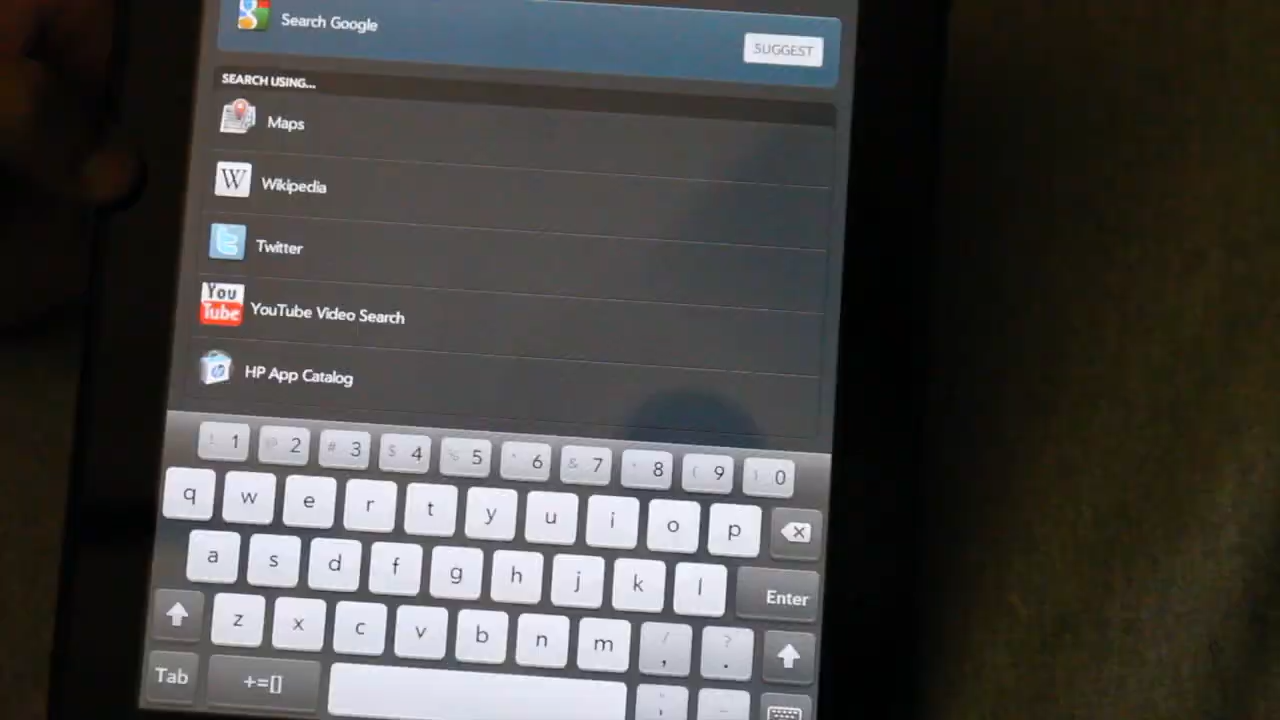 Search Google
SUGGEST
SEARCH USING...
Maps
W Wikipedia
t Twitter
You Tube YouTube Video Search
hp HP App Catalog
! 1 @ 2 # 3 $ 4 % 5 ^ 6 & 7 * 8 ( 9 ) 0
q w e r t y u i o p
a s d f g h j k l Enter
z x c v b n m / , ? .
Tab +=[]